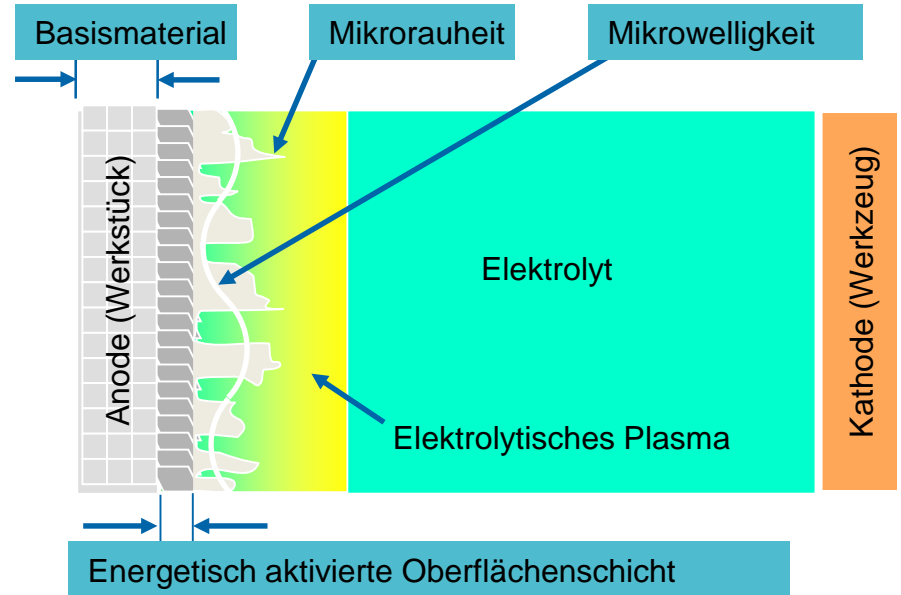 Basismaterial
Mikrorauheit
Mikrowelligkeit
Anode (Werkstück)
Elektrolyt
Kathode (Werkzeug)
Elektrolytisches Plasma
Energetisch aktivierte Oberflächenschicht